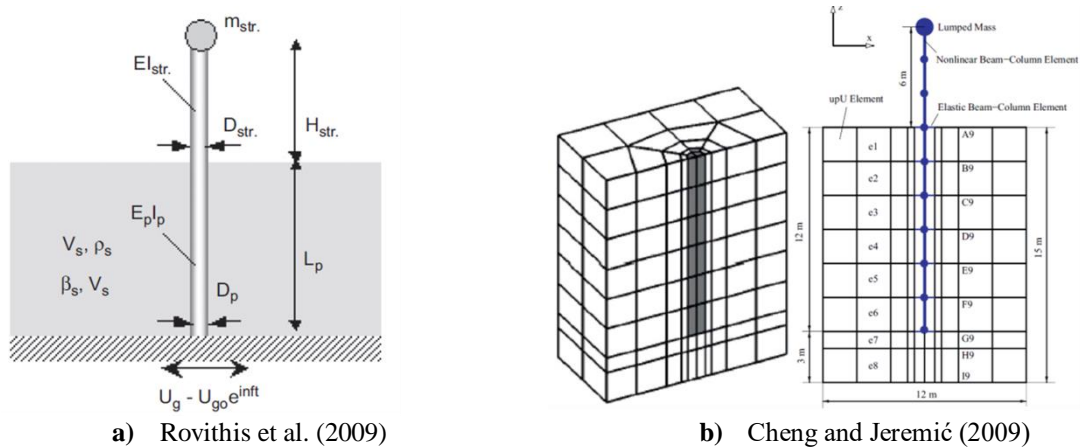 m_str.
EI_str.
D_str.
H_str.
E_pI_p
V_s, ρ_s
β_s, V_s
L_p
D_p
U_g - U_go e^inft
a) Rovithis et al. (2009)
z
x
Lumped Mass
Nonlinear Beam−Column Element
6 m
upU Element
Elastic Beam−Column Element
e1
e2
e3
e4
e5
e6
e7
e8
A9
B9
C9
D9
E9
F9
G9
H9
I9
12 m
3 m
15 m
12 m
b) Cheng and Jeremić (2009)